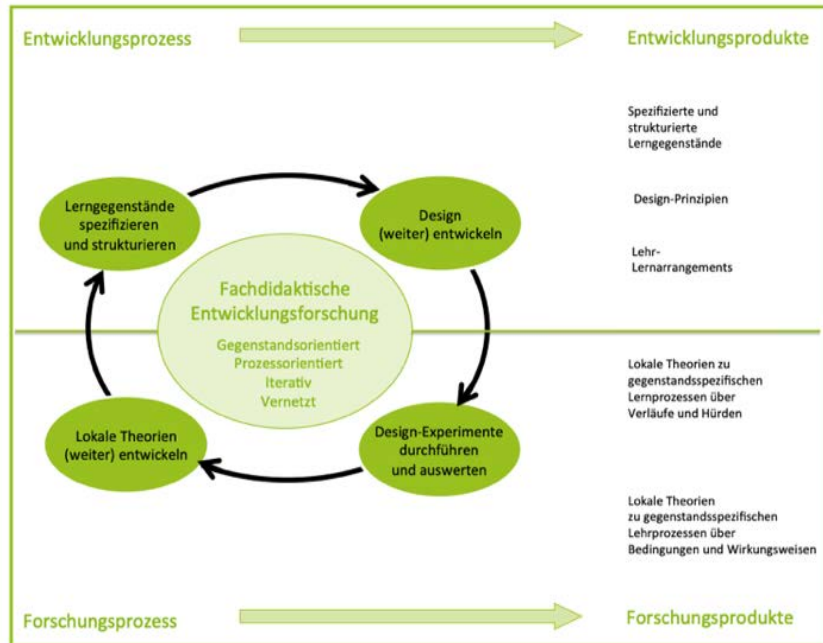 Entwicklungsprozess
Entwicklungsprodukte
Spezifizierte und
strukturierte
Lerngegenstände
Design-Prinzipien
Lehr-
Lernarrangements
Lerngegenstände
spezifizieren
und strukturieren
Design
(weiter) entwickeln
Fachdidaktische
Entwicklungsforschung
Gegenstandsorientiert
Prozessorientiert
Iterativ
Vernetzt
Lokale Theorien
(weiter) entwickeln
Design-Experimente
durchführen
und auswerten
Lokale Theorien zu
gegenstandsspezifischen
Lernprozessen über
Verläufe und Hürden
Lokale Theorien
zu gegenstandsspezifischen
Lehrprozessen über
Bedingungen und Wirkungsweisen
Forschungsprozess
Forschungsprodukte